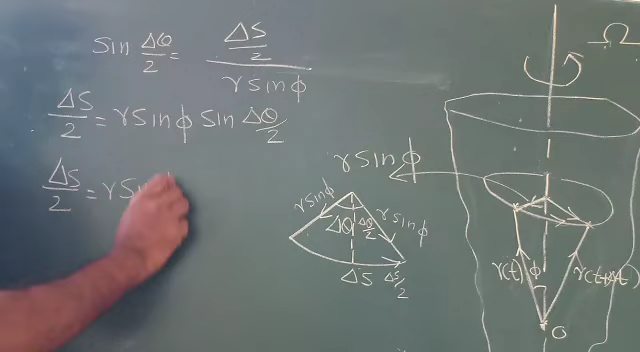 sin Δθ/2 = Δs/2 / r sin φ
Δs/2 = r sin φ sin Δθ/2
Δs/2 = r sin
r sin φ
r sin φ
r sin φ
Δθ
Δθ/2
Δs
Δs/2
Ω
r(t)
φ
r(t+Δt)
O